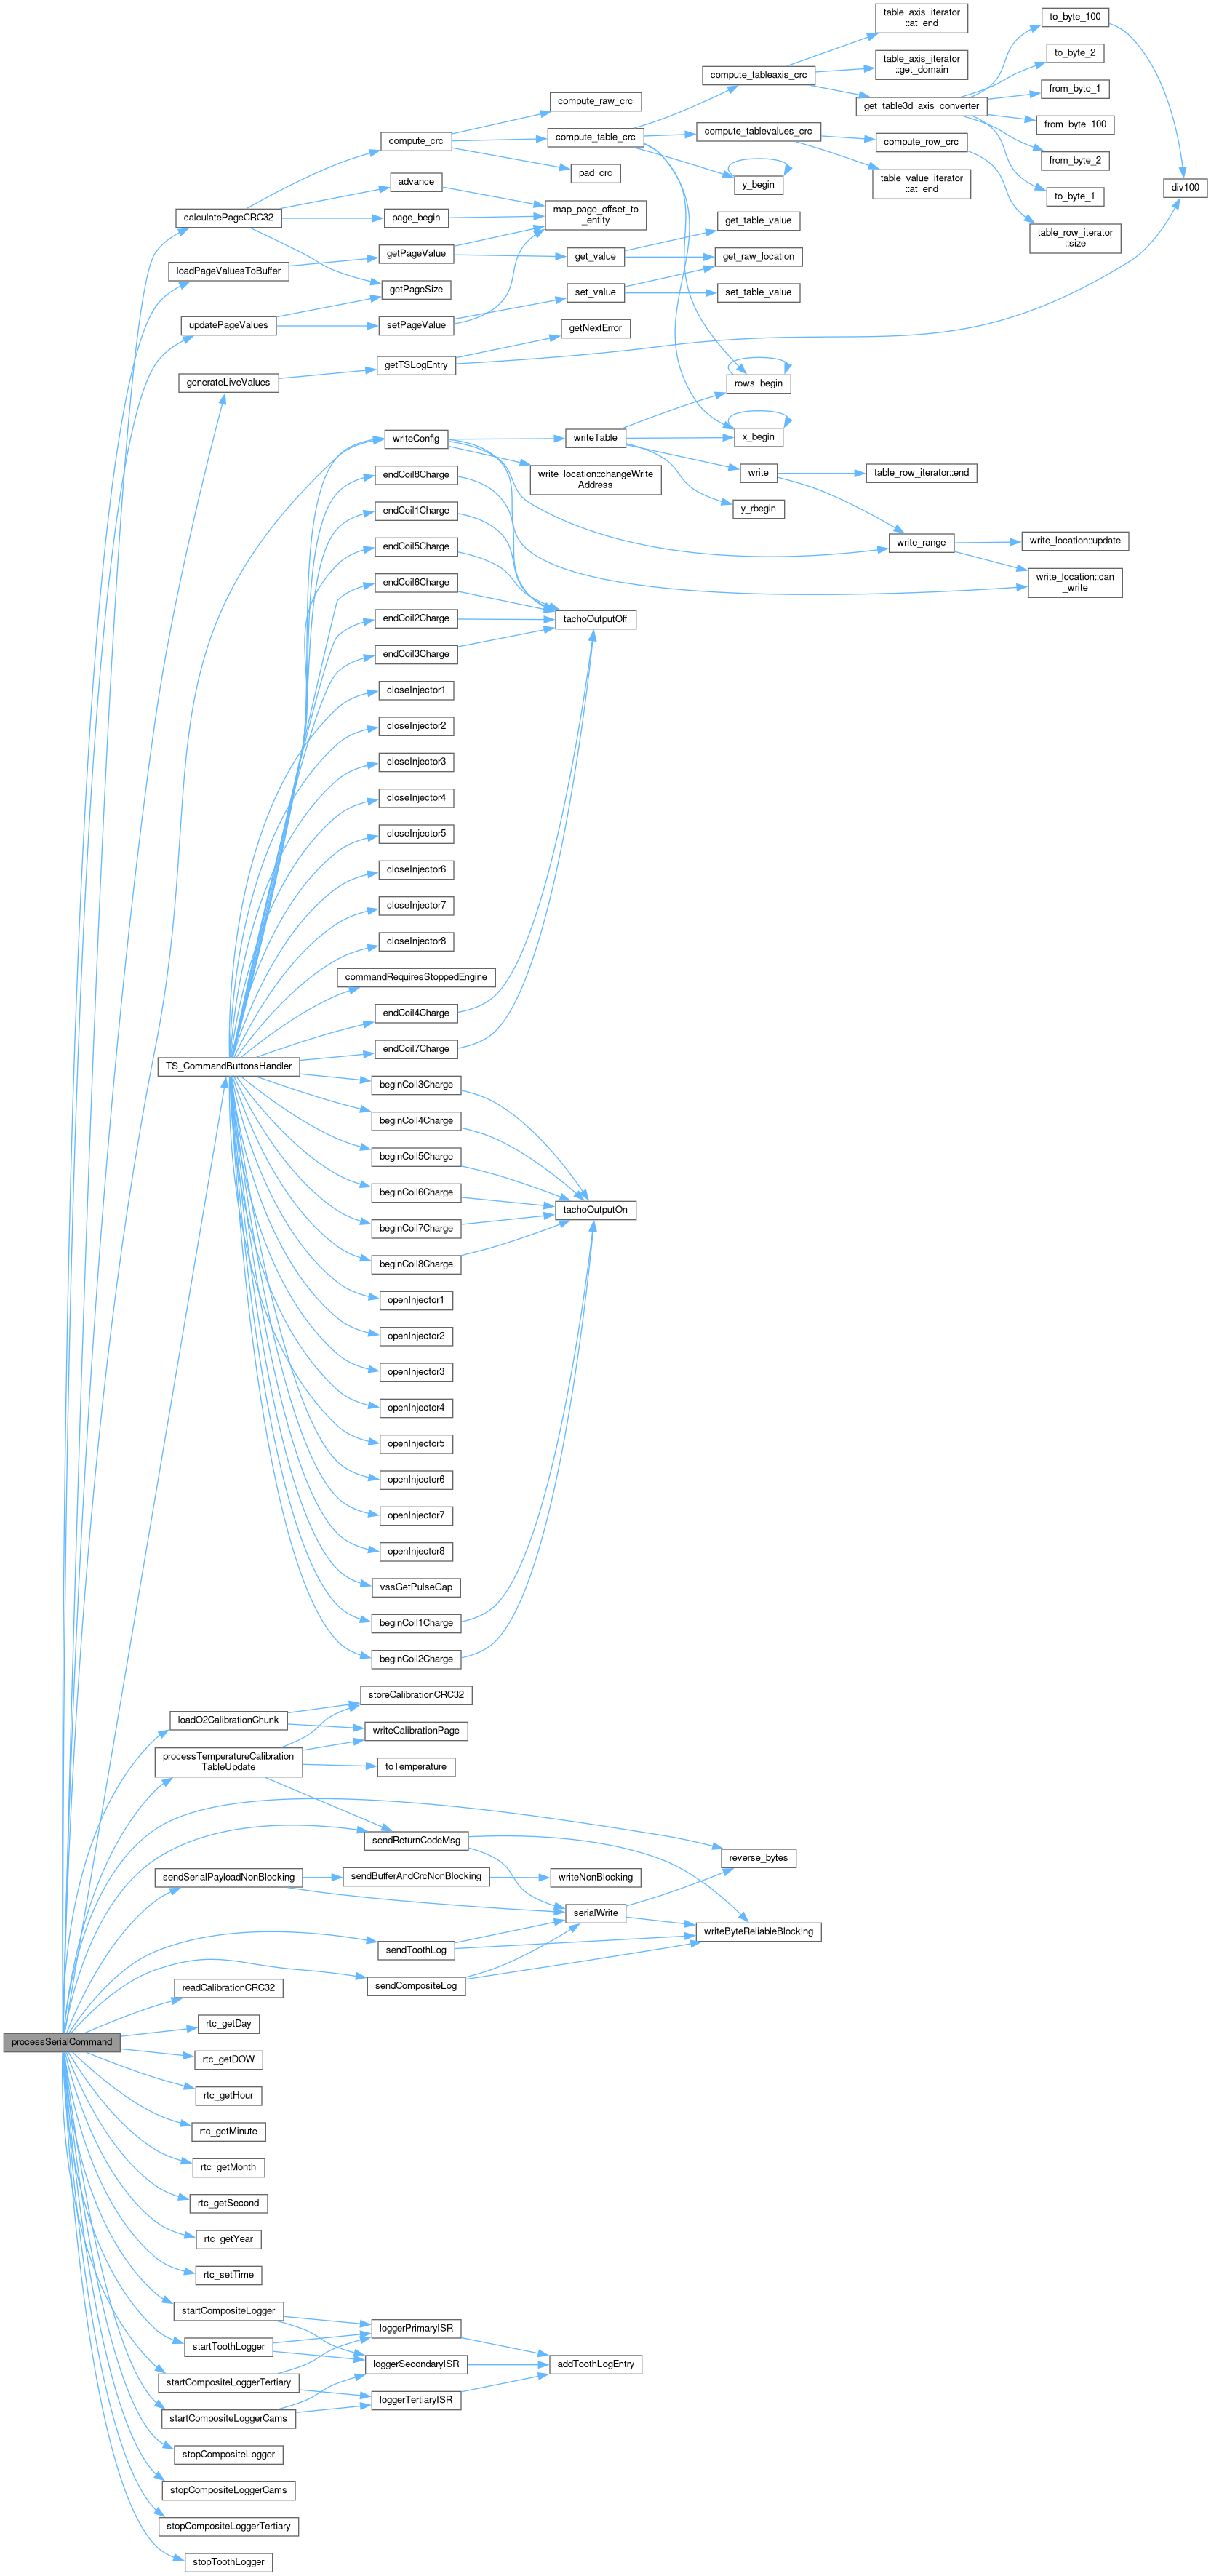 table_axis_iterator
::at_end
to_byte_100
table_axis_iterator
::get_domain
to_byte_2
compute_tableaxis_crc
from_byte_1
compute_raw_crc
get_table3d_axis_converter
from_byte_100
compute_crc
compute_table_crc
compute_tablevalues_crc
compute_row_crc
from_byte_2
pad_crc
advance
y_begin
table_value_iterator
::at_end
to_byte_1
div100
calculatePageCRC32
page_begin
map_page_offset_to
_entity
get_table_value
table_row_iterator
::size
loadPageValuesToBuffer
getPageValue
get_value
get_raw_location
getPageSize
set_value
set_table_value
updatePageValues
setPageValue
getNextError
generateLiveValues
getTSLogEntry
rows_begin
writeConfig
writeTable
x_begin
endCoil8Charge
write_location::changeWrite
Address
write
table_row_iterator::end
endCoil1Charge
y_rbegin
endCoil5Charge
write_range
write_location::update
endCoil6Charge
write_location::can
_write
endCoil2Charge
tachoOutputOff
endCoil3Charge
closeInjector1
closeInjector2
closeInjector3
closeInjector4
closeInjector5
closeInjector6
closeInjector7
closeInjector8
commandRequiresStoppedEngine
endCoil4Charge
endCoil7Charge
TS_CommandButtonsHandler
beginCoil3Charge
beginCoil4Charge
beginCoil5Charge
beginCoil6Charge
tachoOutputOn
beginCoil7Charge
beginCoil8Charge
openInjector1
openInjector2
openInjector3
openInjector4
openInjector5
openInjector6
openInjector7
openInjector8
vssGetPulseGap
beginCoil1Charge
beginCoil2Charge
storeCalibrationCRC32
loadO2CalibrationChunk
writeCalibrationPage
processTemperatureCalibration
TableUpdate
toTemperature
sendReturnCodeMsg
reverse_bytes
sendSerialPayloadNonBlocking
sendBufferAndCrcNonBlocking
writeNonBlocking
serialWrite
writeByteReliableBlocking
sendToothLog
sendCompositeLog
readCalibrationCRC32
rtc_getDay
processSerialCommand
rtc_getDOW
rtc_getHour
rtc_getMinute
rtc_getMonth
rtc_getSecond
rtc_getYear
rtc_setTime
startCompositeLogger
loggerPrimaryISR
startToothLogger
loggerSecondaryISR
addToothLogEntry
startCompositeLoggerTertiary
loggerTertiaryISR
startCompositeLoggerCams
stopCompositeLogger
stopCompositeLoggerCams
stopCompositeLoggerTertiary
stopToothLogger